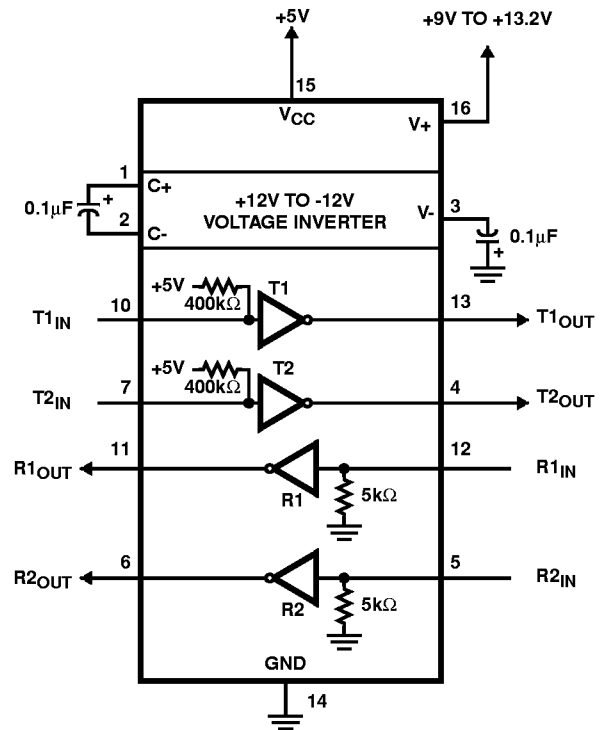 +5V
+9V TO +13.2V
15
VCC
16
V+
1
C+
0.1µF
+
2
C-
+12V TO -12V
VOLTAGE INVERTER
V-
3
0.1µF
+
+5V
400kΩ
T1
T1IN
10
13
T1OUT
+5V
400kΩ
T2
T2IN
7
4
T2OUT
R1OUT
11
R1
5kΩ
12
R1IN
R2OUT
6
R2
5kΩ
5
R2IN
GND
14